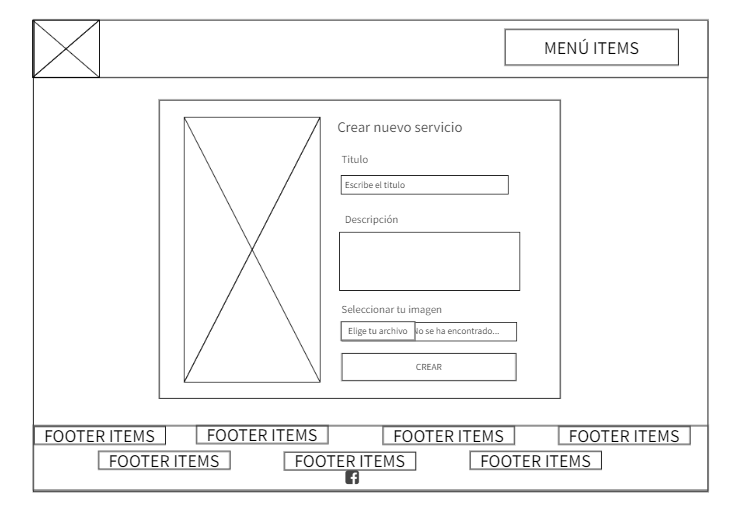 MENÚ ITEMS
Crear nuevo servicio
Titulo
Escribe el titulo
Descripción
Seleccionar tu imagen
Elige tu archivo No se ha encontrado...
CREAR
FOOTER ITEMS FOOTER ITEMS FOOTER ITEMS FOOTER ITEMS
FOOTER ITEMS FOOTER ITEMS FOOTER ITEMS